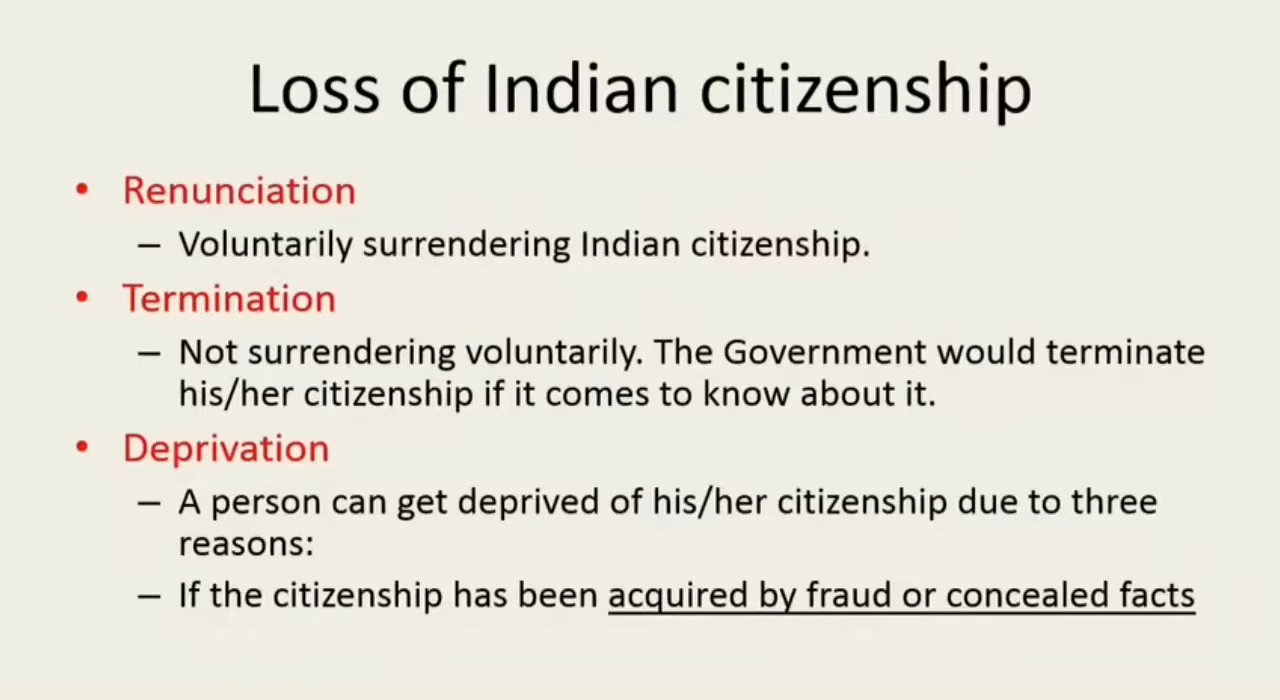 Loss of Indian citizenship
• Renunciation
– Voluntarily surrendering Indian citizenship.
• Termination
– Not surrendering voluntarily. The Government would terminate
his/her citizenship if it comes to know about it.
• Deprivation
– A person can get deprived of his/her citizenship due to three
reasons:
– If the citizenship has been acquired by fraud or concealed facts